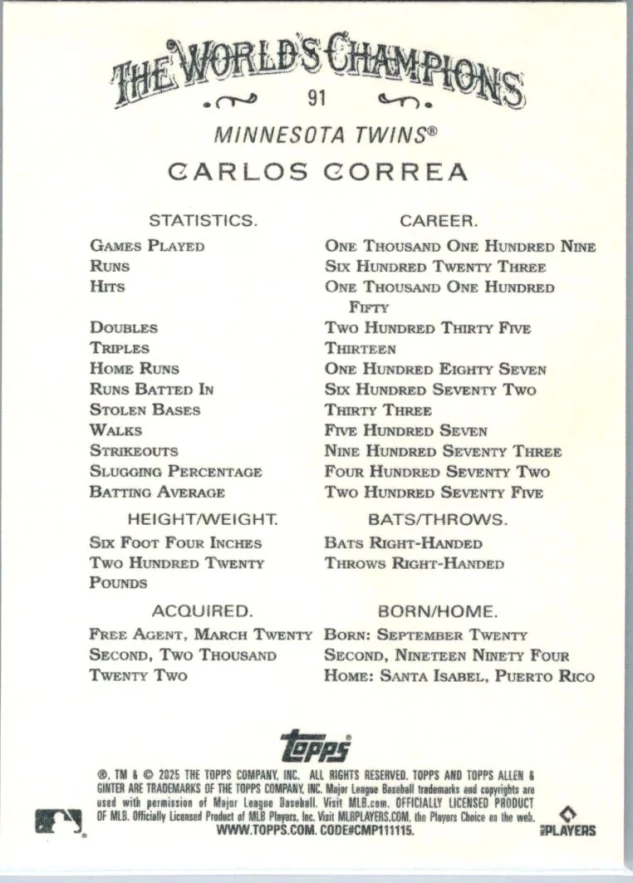 THE WORLD'S CHAMPIONS
91
MINNESOTA TWINS®
CARLOS CORREA
STATISTICS. CAREER.
GAMES PLAYED ONE THOUSAND ONE HUNDRED NINE
RUNS SIX HUNDRED TWENTY THREE
HITS ONE THOUSAND ONE HUNDRED
FIFTY
DOUBLES TWO HUNDRED THIRTY FIVE
TRIPLES THIRTEEN
HOME RUNS ONE HUNDRED EIGHTY SEVEN
RUNS BATTED IN SIX HUNDRED SEVENTY TWO
STOLEN BASES THIRTY THREE
WALKS FIVE HUNDRED SEVEN
STRIKEOUTS NINE HUNDRED SEVENTY THREE
SLUGGING PERCENTAGE FOUR HUNDRED SEVENTY TWO
BATTING AVERAGE TWO HUNDRED SEVENTY FIVE
HEIGHT/WEIGHT. BATS/THROWS.
SIX FOOT FOUR INCHES BATS RIGHT-HANDED
TWO HUNDRED TWENTY THROWS RIGHT-HANDED
POUNDS
ACQUIRED. BORN/HOME.
FREE AGENT, MARCH TWENTY BORN: SEPTEMBER TWENTY
SECOND, TWO THOUSAND SECOND, NINETEEN NINETY FOUR
TWENTY TWO HOME: SANTA ISABEL, PUERTO RICO
Topps®
®, TM & © 2025 THE TOPPS COMPANY, INC. ALL RIGHTS RESERVED. TOPPS AND TOPPS ALLEN &
GINTER ARE TRADEMARKS OF THE TOPPS COMPANY, INC. Major League Baseball trademarks and copyrights are
used with permission of Major League Baseball. Visit MLB.com. OFFICIALLY LICENSED PRODUCT
OF MLB. Officially Licensed Product of MLB Players, Inc. Visit MLBPLAYERS.COM, the Players Choice on the web.
WWW.TOPPS.COM. CODE#CMP111115.
PLAYERS